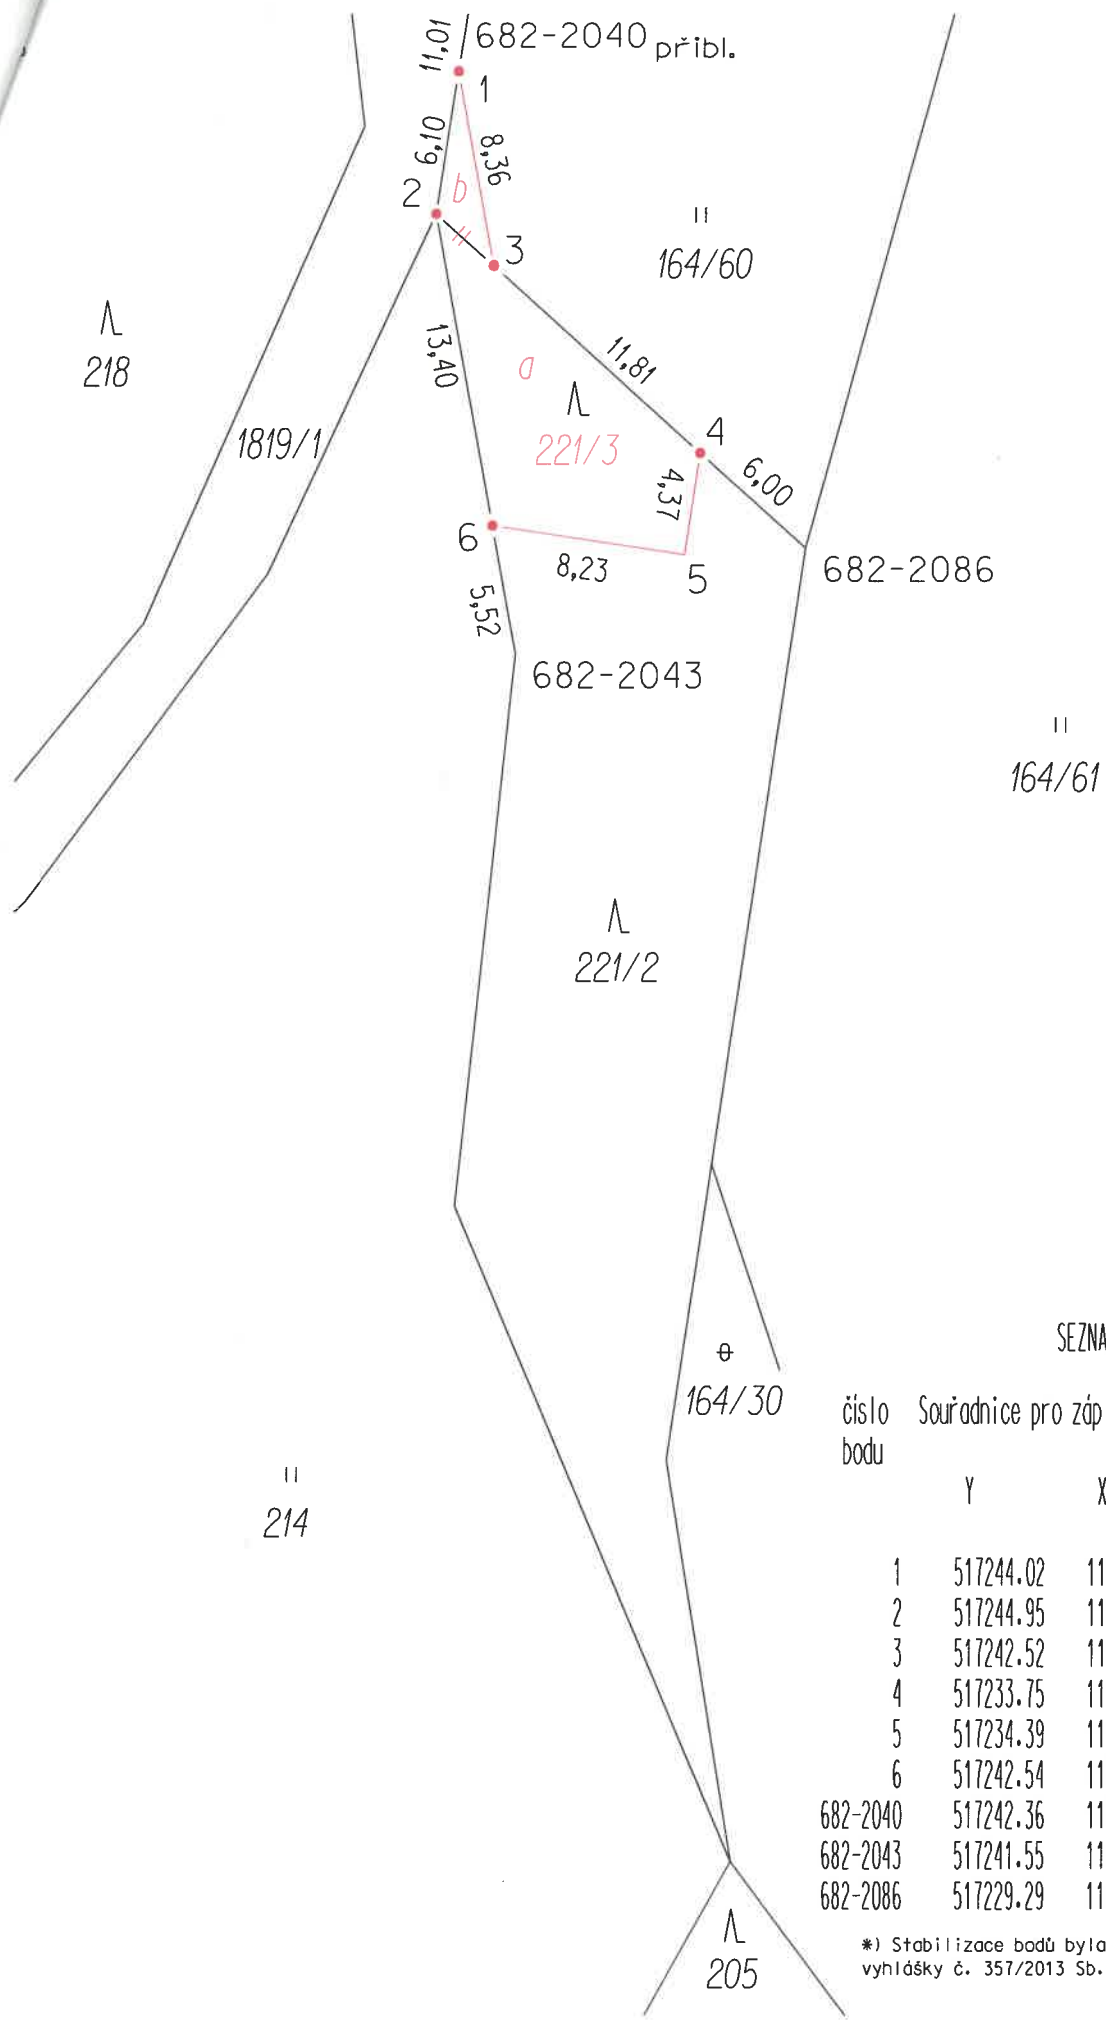 682-2040 přibl.
11,01
1
6,10
8,36
b
2
3
164/60
218
13,40
a
11,81
1819/1
221/3
4
4,37
6,00
6
8,23
5
682-2086
5,52
682-2043
164/61
221/2
164/30
214
205
SEZNA
číslo Souřadnice pro záp
bodu
Y X
1 517244.02 11
2 517244.95 11
3 517242.52 11
4 517233.75 11
5 517234.39 11
6 517242.54 11
682-2040 517242.36 11
682-2043 517241.55 11
682-2086 517229.29 11
*) Stabilizace bodů byla
vyhlášky č. 357/2013 Sb.